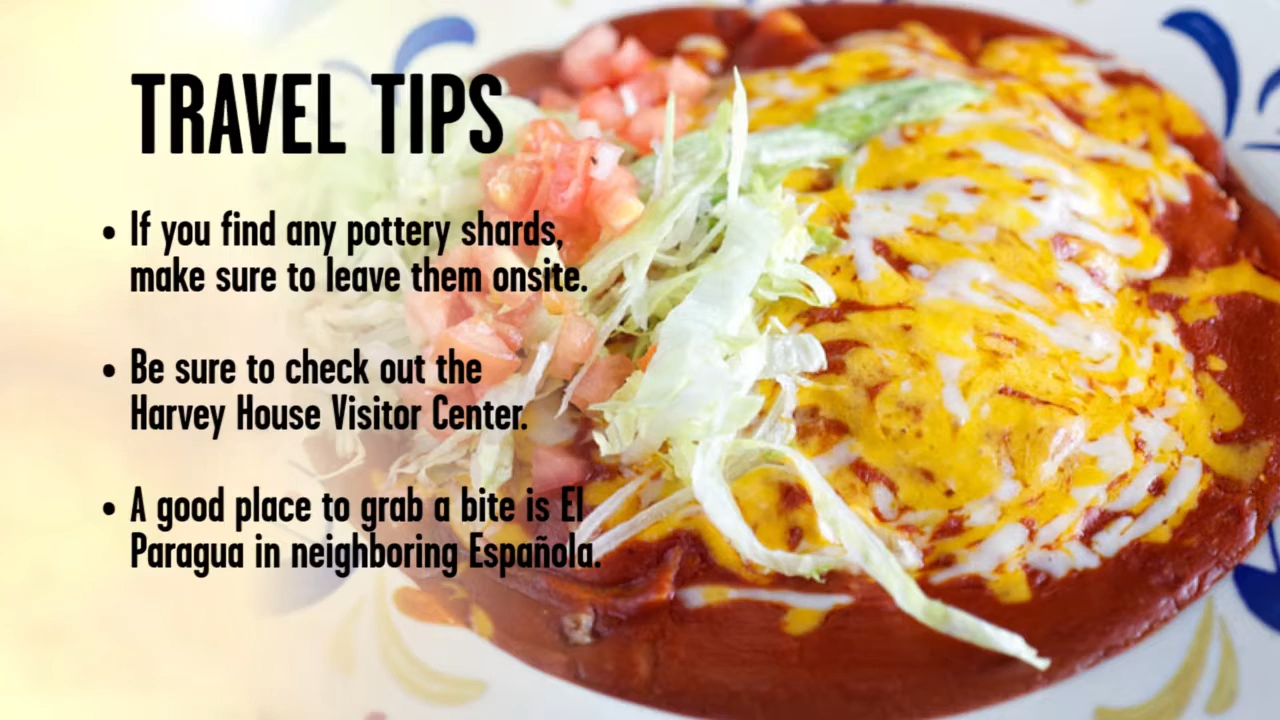 TRAVEL TIPS
• If you find any pottery shards,
make sure to leave them onsite.
• Be sure to check out the
Harvey House Visitor Center.
• A good place to grab a bite is El
Paragua in neighboring Española.